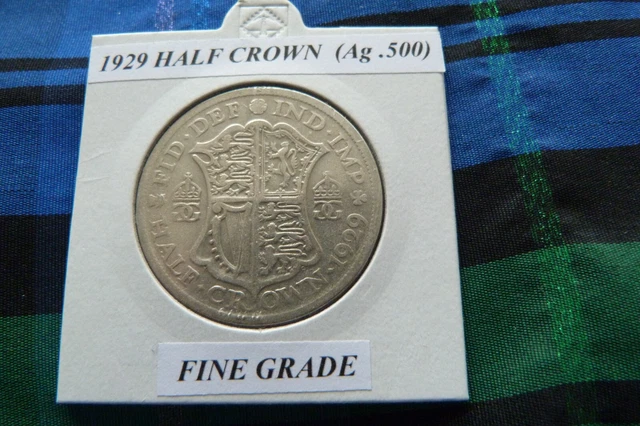 1929 HALF CROWN (Ag .500)
FID·DEF IND·IMP
HALF·CROWN·1929
FINE GRADE